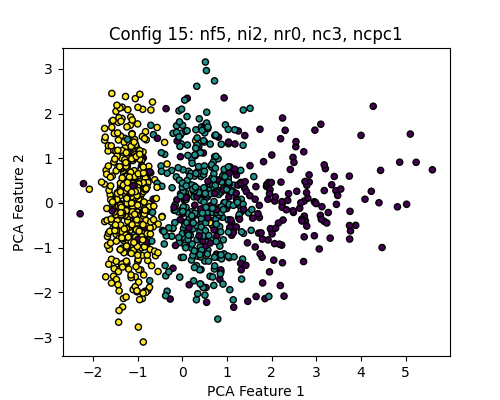 Config 15: nf5, ni2, nr0, nc3, ncpc1
3
2
1
0
−1
−2
−3
PCA Feature 2
−2 −1 0 1 2 3 4 5
PCA Feature 1